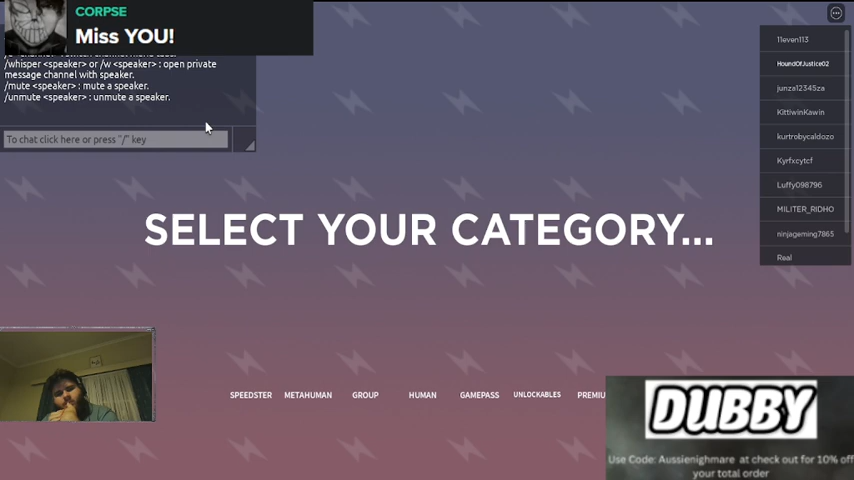 CORPSE
Miss YOU!
/whisper <speaker> or /w <speaker> : open private
message channel with speaker.
/mute <speaker> : mute a speaker.
/unmute <speaker> : unmute a speaker.
To chat click here or press "/" key
11even113
HoundOfJustice02
junza12345za
KittiwinKawin
kurtrobycaldozo
Kyrfxcytcf
Luffy098796
MILITER_RIDHO
ninjageming7865
Real
SELECT YOUR CATEGORY...
SPEEDSTER METAHUMAN GROUP HUMAN GAMEPASS UNLOCKABLES PREMIU
DUBBY
Use Code: Aussienighmare at check out for 10% off
your total order